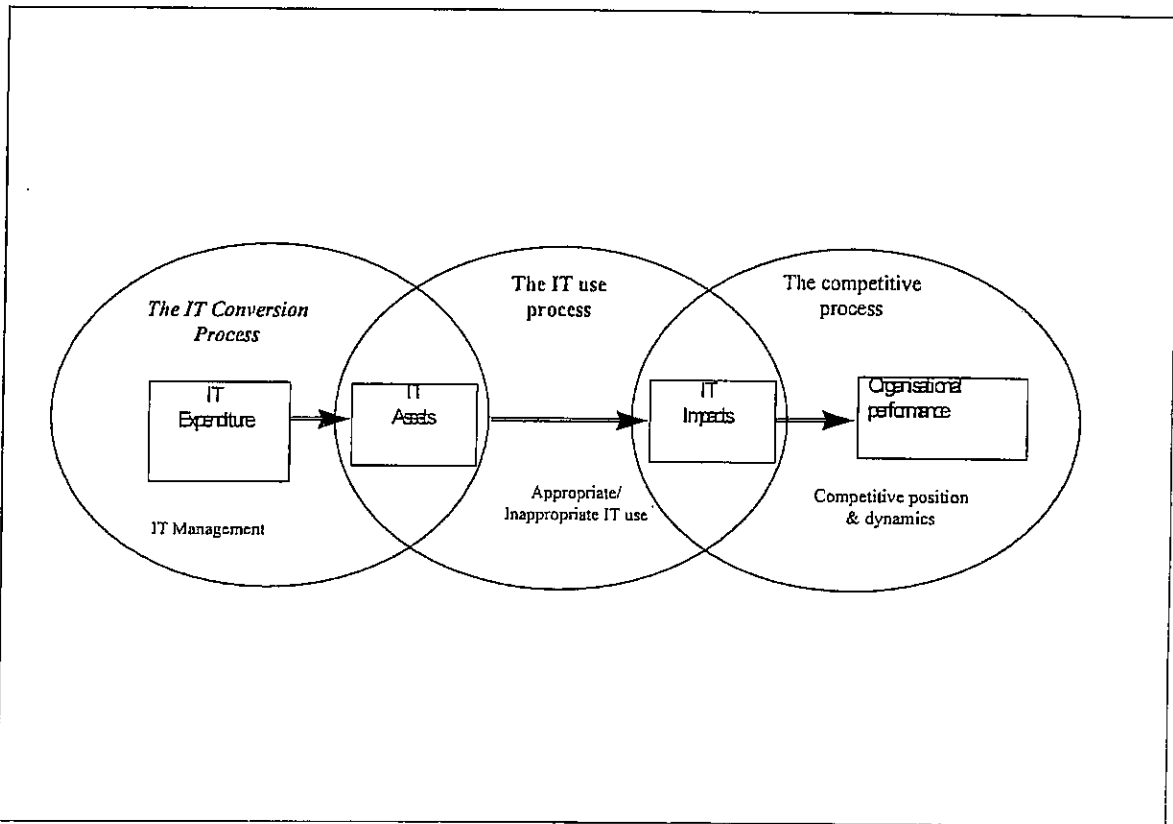 The IT Conversion
Process
The IT use
process
The competitive
process
IT
Expenditure
IT
Assets
IT
Impacts
Organisational
performance
IT Management
Appropriate/
Inappropriate IT use
Competitive position
& dynamics